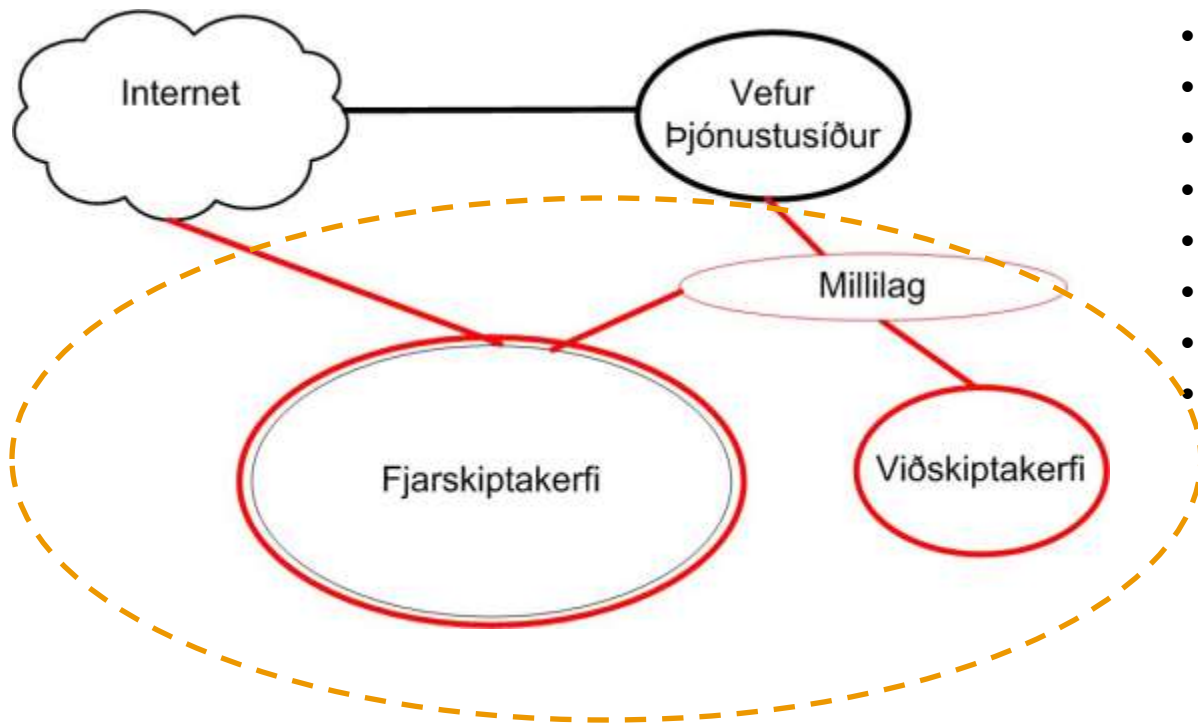 Internet
Vefur
Þjónustusíður
Millilag
Fjarskiptakerfi
Viðskiptakerfi